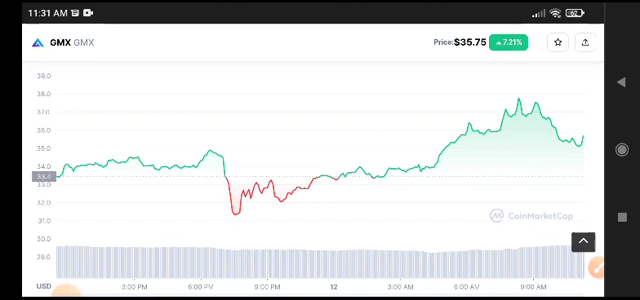 11:31 AM
62
GMX GMX
Price: $35.75 7.21%
39.0
38.0
37.0
36.0
35.0
34.0
33.4
33.0
32.0
31.0
30.0
29.0
CoinMarketCap
USD 3:00 PM 6:00 PM 9:00 PM 12 3:00 AM 6:00 AM 9:00 AM